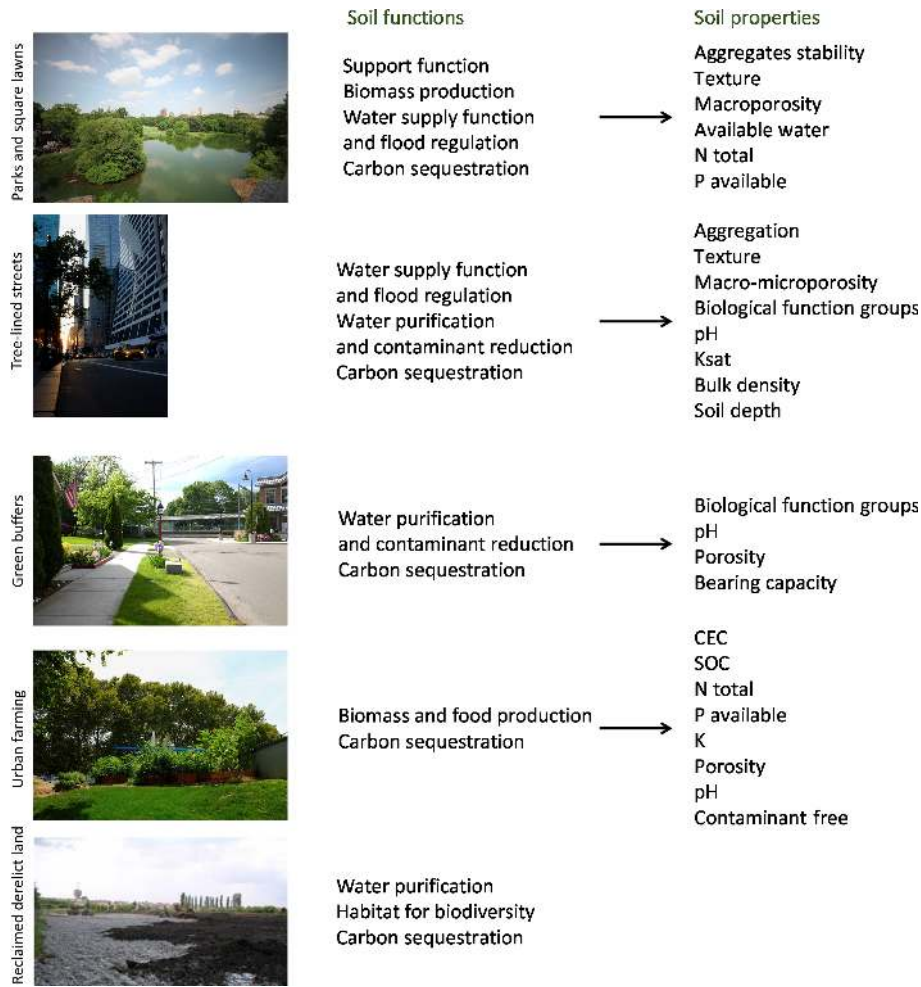 Soil functions
Soil properties
Parks and square lawns
Support function
Biomass production
Water supply function
and flood regulation
Carbon sequestration
Aggregates stability
Texture
Macroporosity
Available water
N total
P available
Tree-lined streets
Water supply function
and flood regulation
Water purification
and contaminant reduction
Carbon sequestration
Aggregation
Texture
Macro-microporosity
Biological function groups
pH
Ksat
Bulk density
Soil depth
Green buffers
Water purification
and contaminant reduction
Carbon sequestration
Biological function groups
pH
Porosity
Bearing capacity
Urban farming
Biomass and food production
Carbon sequestration
CEC
SOC
N total
P available
K
Porosity
pH
Contaminant free
Reclaimed derelict land
Water purification
Habitat for biodiversity
Carbon sequestration